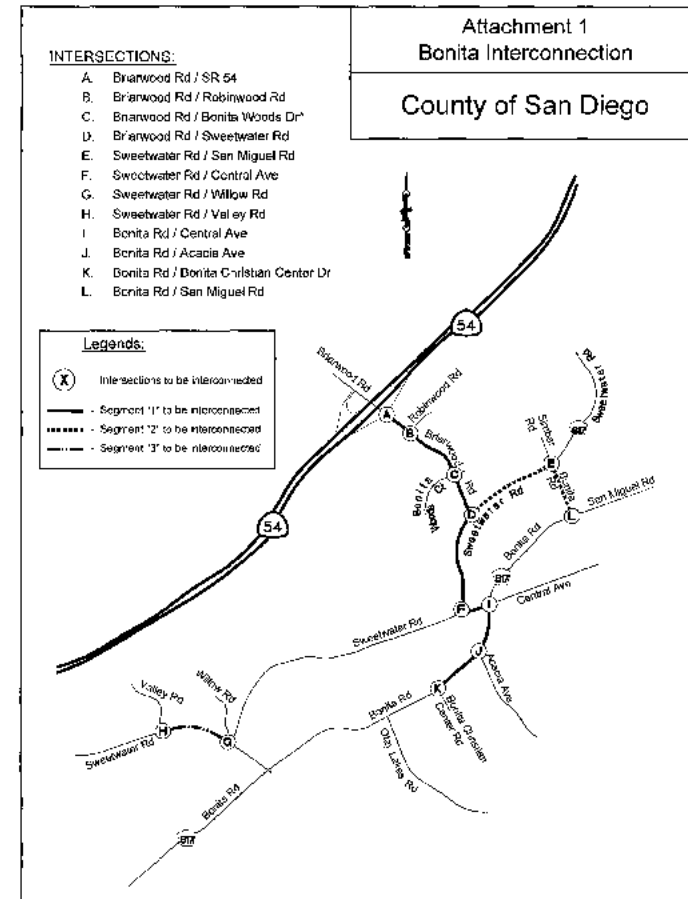 Attachment 1
Bonita Interconnection
County of San Diego
INTERSECTIONS:
A. Briarwood Rd / SR 54
B. Briarwood Rd / Robinwood Rd
C. Briarwood Rd / Bonita Woods Dr*
D. Briarwood Rd / Sweetwater Rd
E. Sweetwater Rd / San Miguel Rd
F. Sweetwater Rd / Central Ave
G. Sweetwater Rd / Willow Rd
H. Sweetwater Rd / Valley Rd
I Bonita Rd / Central Ave
J. Bonita Rd / Acacia Ave
K. Bonita Rd / Bonita Christian Center Dr
L. Bonita Rd / San Miguel Rd
Legends:
X Intersections to be interconnected
- Segment "1" to be interconnected
- Segment "2" to be interconnected
- Segment "3" to be interconnected
54
Briarwood Rd
Robinwood Rd
A
B
Briarwood Rd
Sweetwater Rd
C
Bonita
Woods
Ct
E
Bonita Rd
San Miguel Rd
D
Sweetwater Rd
L
54
Bonita Rd
F
I
Central Ave
Sweetwater Rd
J
Acacia Ave
Valley Rd
Willow Rd
K
Bonita Rd
Bonita Christian
Center Rd
H
G
Sweetwater Rd
Otay Lakes Rd
Bonita Rd